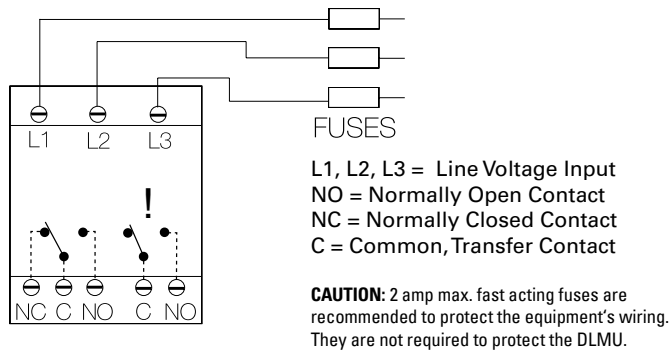 FUSES
L1 L2 L3
L1, L2, L3 = Line Voltage Input
NO = Normally Open Contact
NC = Normally Closed Contact
C = Common, Transfer Contact
!
NC C NO C NO
CAUTION: 2 amp max. fast acting fuses are
recommended to protect the equipment's wiring.
They are not required to protect the DLMU.